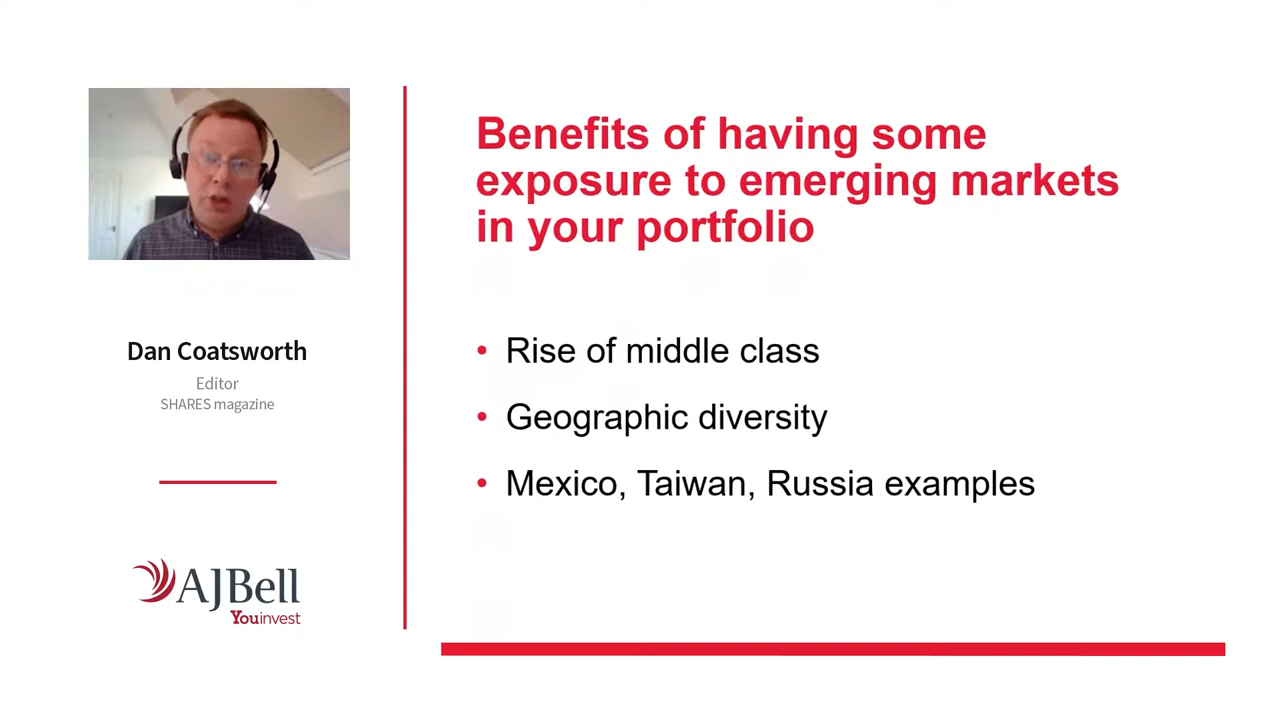 Dan Coatsworth
Editor
SHARES magazine
AJBell
Youinvest
Benefits of having some
exposure to emerging markets
in your portfolio
• Rise of middle class
• Geographic diversity
• Mexico, Taiwan, Russia examples